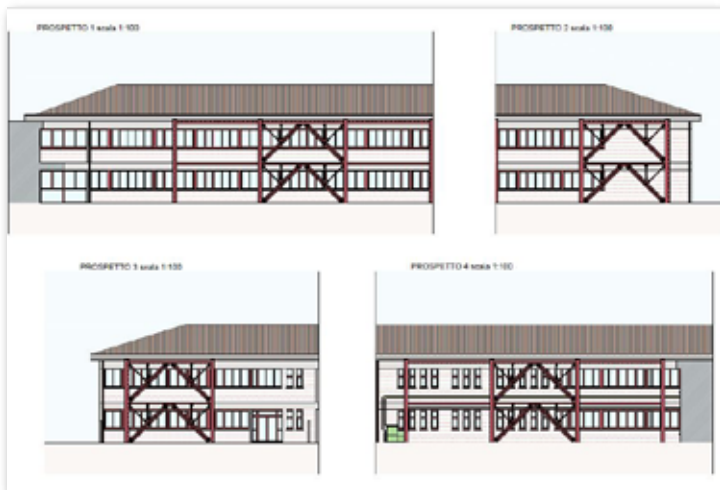 PROSPETTO 1 scala 1:100
PROSPETTO 2 scala 1:100
PROSPETTO 3 scala 1:100
PROSPETTO 4 scala 1:100